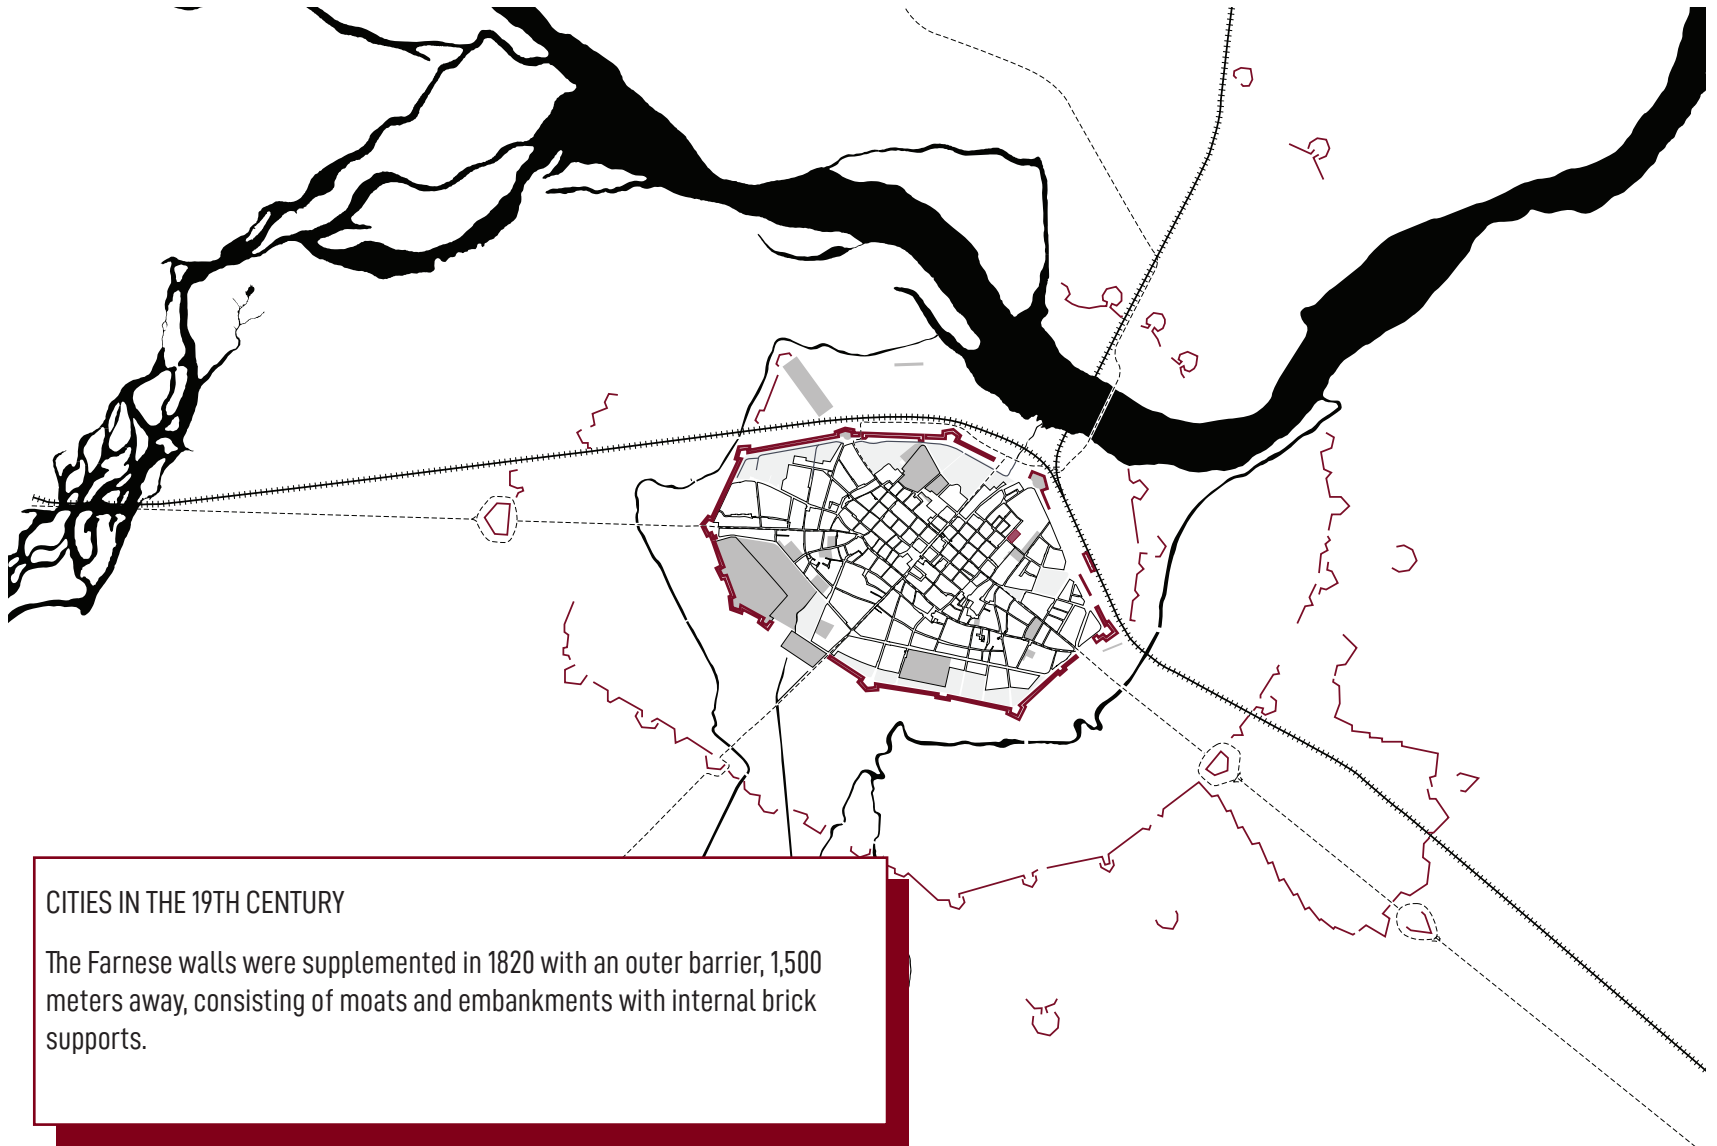 CITIES IN THE 19TH CENTURY
The Farnese walls were supplemented in 1820 with an outer barrier, 1,500
meters away, consisting of moats and embankments with internal brick
supports.